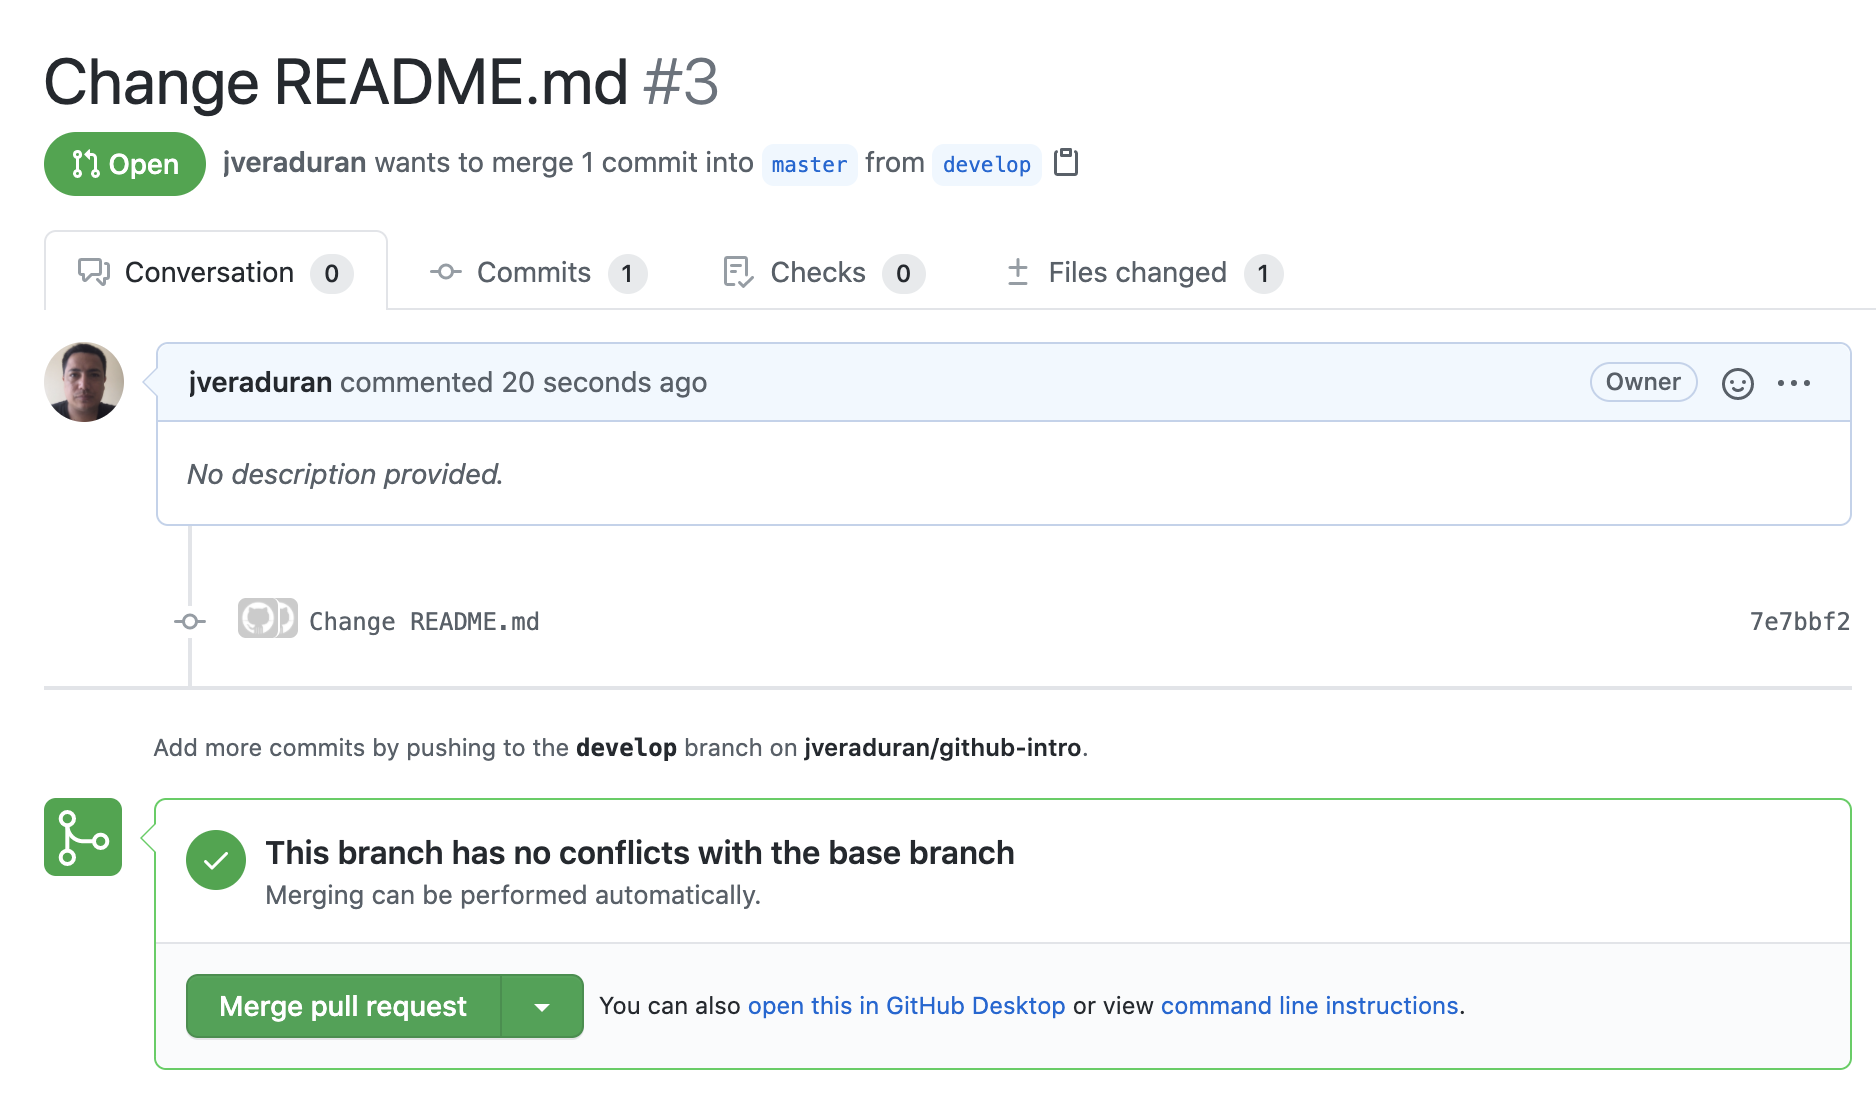 Change README.md #3
Open jveraduran wants to merge 1 commit into master from develop
Conversation 0 Commits 1 Checks 0 Files changed 1
jveraduran commented 20 seconds ago Owner
No description provided.
Change README.md 7e7bbf2
Add more commits by pushing to the develop branch on jveraduran/github-intro.
This branch has no conflicts with the base branch
Merging can be performed automatically.
Merge pull request You can also open this in GitHub Desktop or view command line instructions.